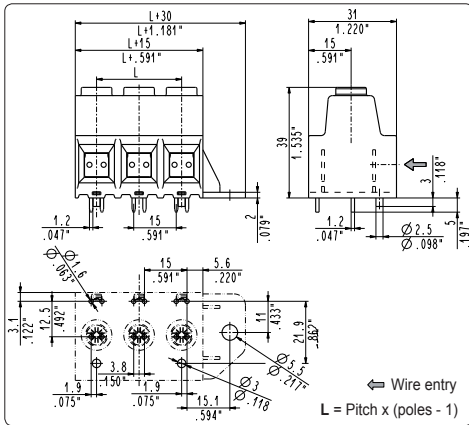 L+30
L+1.181"
L+15
L+.591"
L
31
1.220"
15
.591"
39
1.535"
3
.118"
1.2
.047"
15
.591"
2
.079"
1.2
.047"
Ø 2.5
Ø .098"
5
.197"
Ø 1.6
Ø .063"
15
.591"
5.6
.220"
3.1
.122"
12.5
.492"
11
.433"
21.9
.862"
3.8
.150"
1.9
.075"
1.9
.075"
Ø 5.5
Ø .217"
Ø 3
Ø .118
15.1
.594"
Wire entry
L = Pitch x (poles - 1)